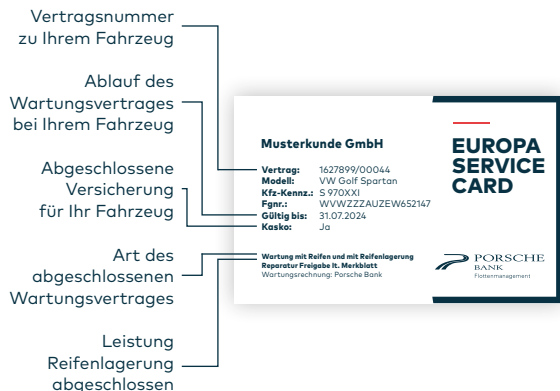 Vertragsnummer
zu Ihrem Fahrzeug
Ablauf des
Wartungsvertrages
bei Ihrem Fahrzeug
Abgeschlossene
Versicherung
für Ihr Fahrzeug
Art des
abgeschlossenen
Wartungsvertrages
Leistung
Reifenlagerung
abgeschlossen
Musterkunde GmbH
Vertrag: 1627899/00044
Modell: VW Golf Spartan
Kfz-Kennz.: S 970XXI
Fgnr.: WVWZZZAUZEW652147
Gültig bis: 31.07.2024
Kasko: Ja
Wartung mit Reifen und mit Reifenlagerung
Reparatur Freigabe lt. Merkblatt
Wartungsrechnung: Porsche Bank
EUROPA
SERVICE
CARD
PORSCHE
BANK
Flottenmanagement